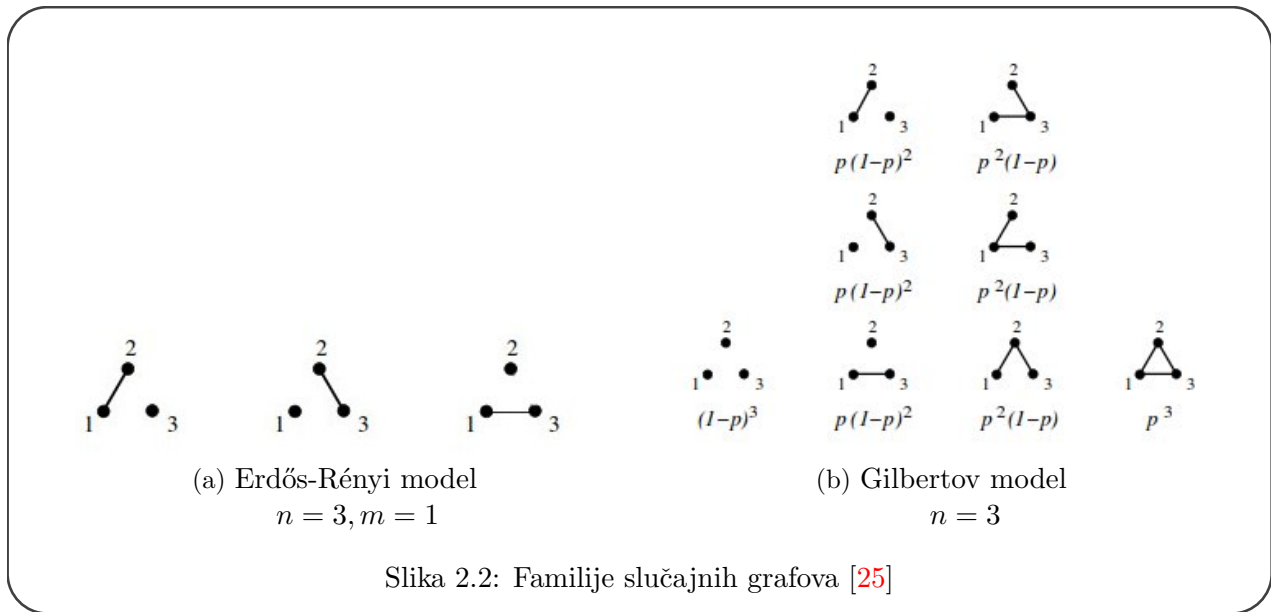 2
1
3
2
1
3
2
1
3
(a) Erdős-Rényi model
n = 3, m = 1
2
1
3
p(1−p)²
2
1
3
p²(1−p)
2
1
3
p(1−p)²
2
1
3
p²(1−p)
2
1
3
(1−p)³
2
1
3
p(1−p)²
2
1
3
p²(1−p)
2
1
3
p³
(b) Gilbertov model
n = 3
Slika 2.2: Familije slučajnih grafova [25]